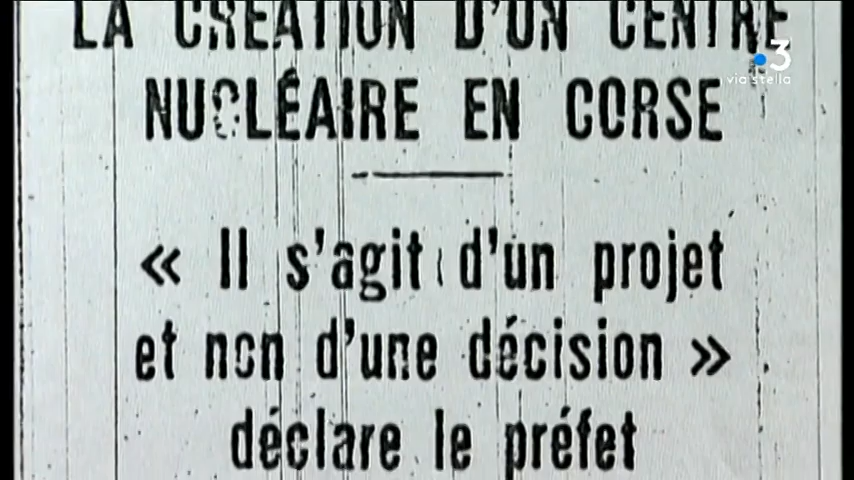 LA CRÉATION D'UN CENTRE
NUCLÉAIRE EN CORSE
« Il s'agit d'un projet
et non d'une décision »
déclare le préfet
3
via stella